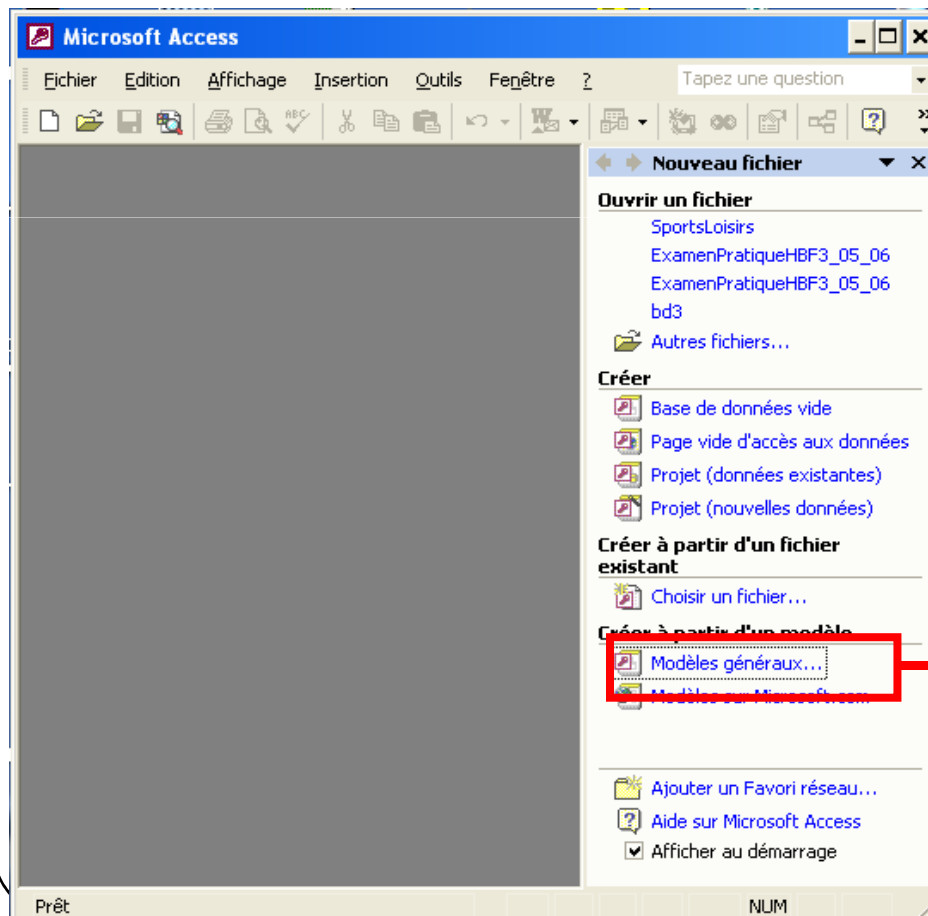 Microsoft Access
Fichier Edition Affichage Insertion Outils Fenêtre ? Tapez une question
ABC
Nouveau fichier
Ouvrir un fichier
SportsLoisirs
ExamenPratiqueHBF3_05_06
ExamenPratiqueHBF3_05_06
bd3
Autres fichiers...
Créer
Base de données vide
Page vide d'accès aux données
Projet (données existantes)
Projet (nouvelles données)
Créer à partir d'un fichier
existant
Choisir un fichier...
Créer à partir d'un modèle
Modèles généraux...
Modèles sur Microsoft.com
Ajouter un Favori réseau...
Aide sur Microsoft Access
Afficher au démarrage
Prêt NUM